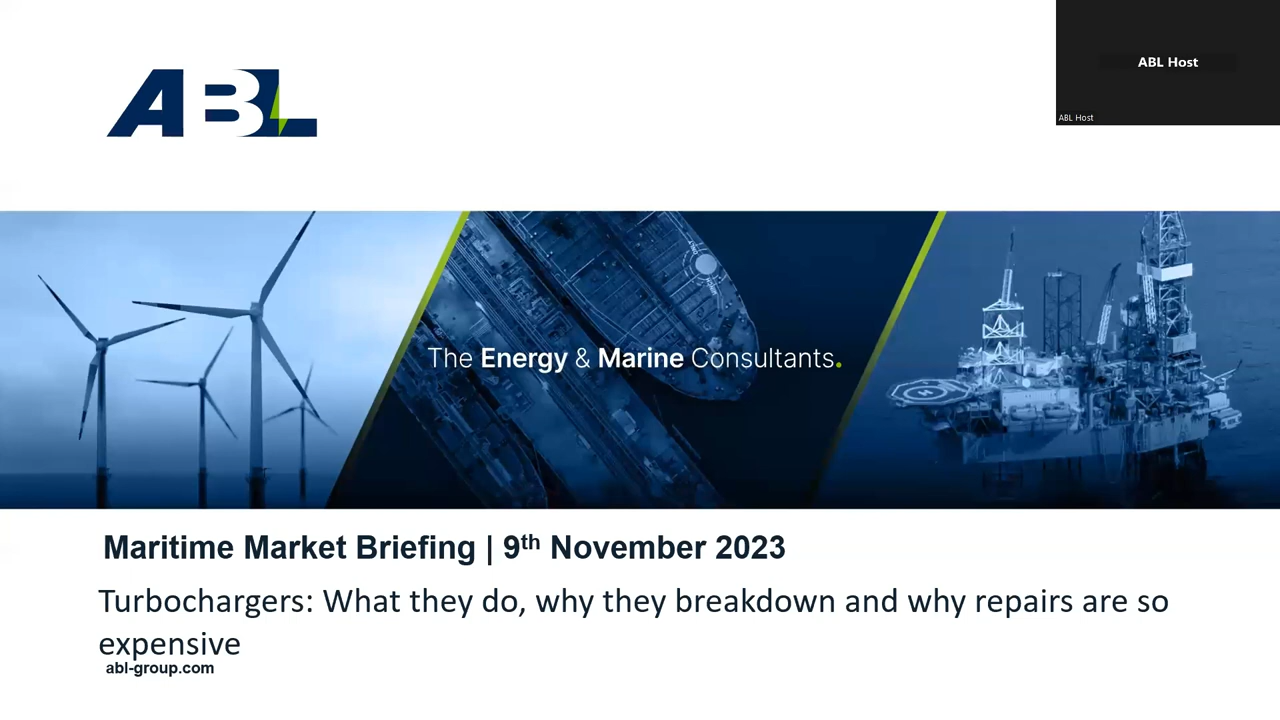 ABL
ABL Host
ABL Host
The Energy & Marine Consultants.
Maritime Market Briefing | 9th November 2023
Turbochargers: What they do, why they breakdown and why repairs are so
expensive
abl-group.com